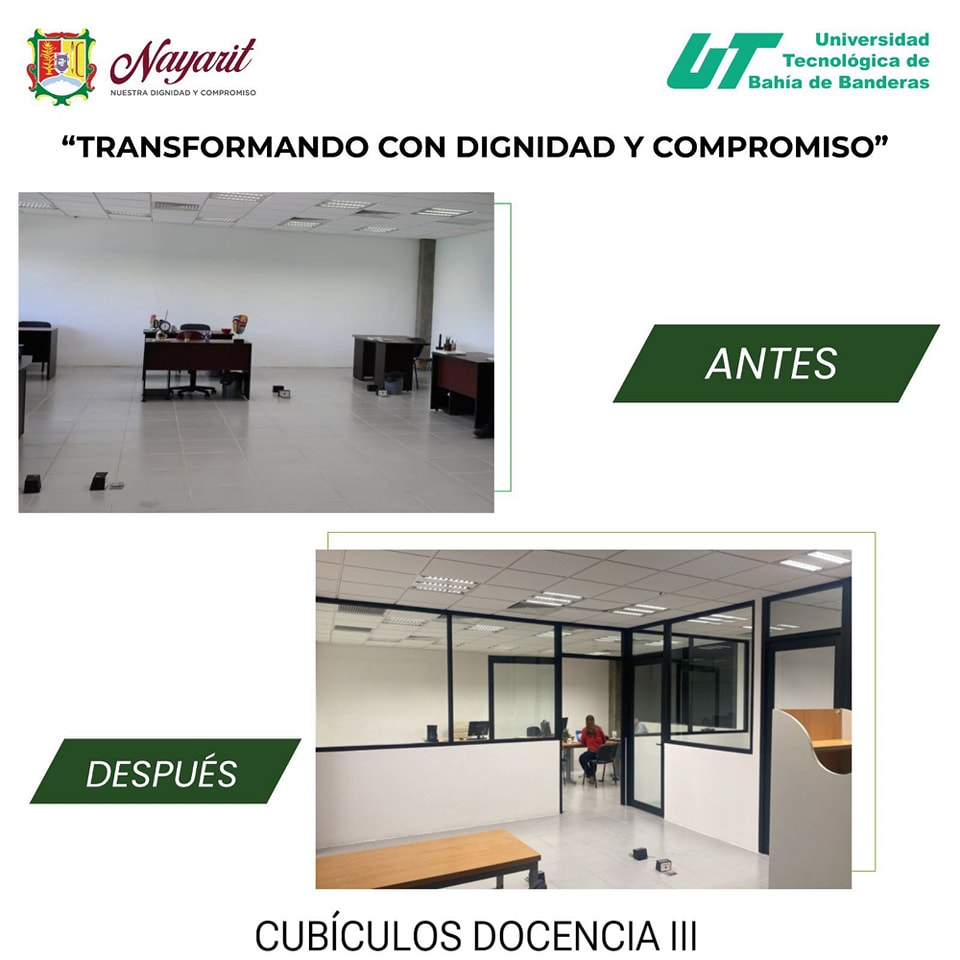 Nayarit
NUESTRA DIGNIDAD Y COMPROMISO
UT
Universidad
Tecnológica de
Bahía de Banderas
“TRANSFORMANDO CON DIGNIDAD Y COMPROMISO”
ANTES
DESPUÉS
CUBÍCULOS DOCENCIA III